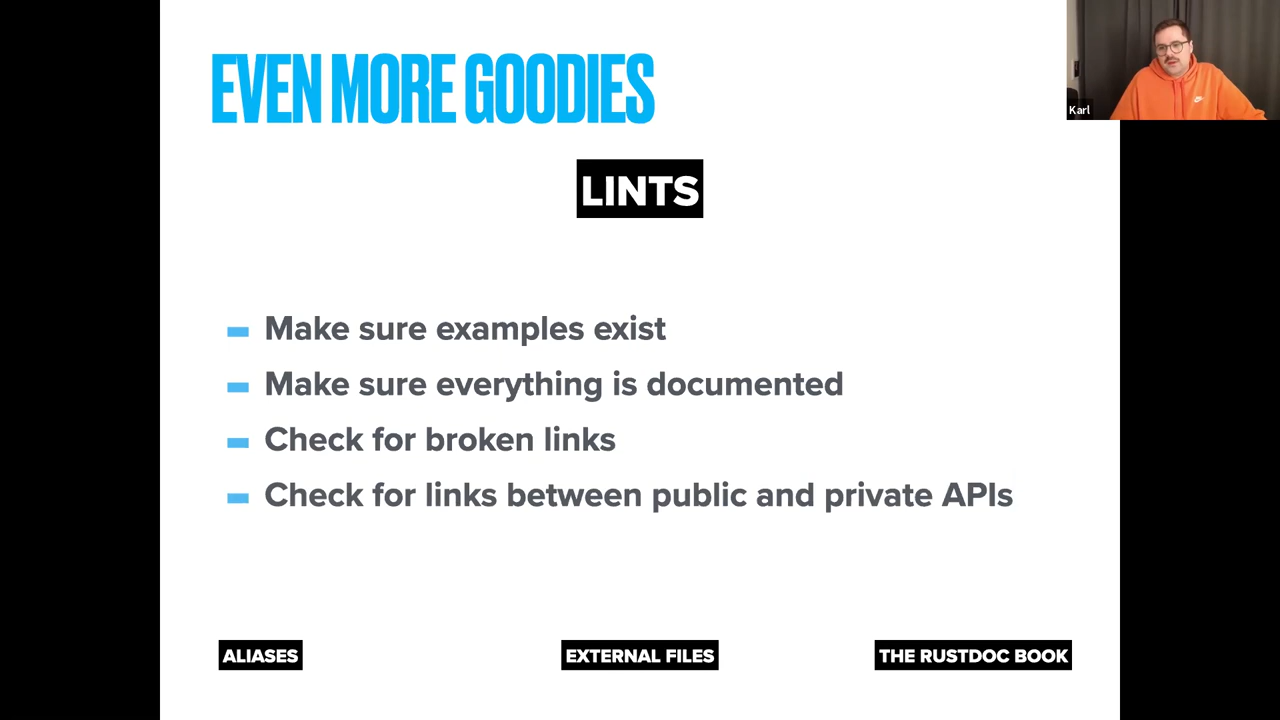 EVEN MORE GOODIES
Karl
LINTS
Make sure examples exist
Make sure everything is documented
Check for broken links
Check for links between public and private APIs
ALIASES
EXTERNAL FILES
THE RUSTDOC BOOK